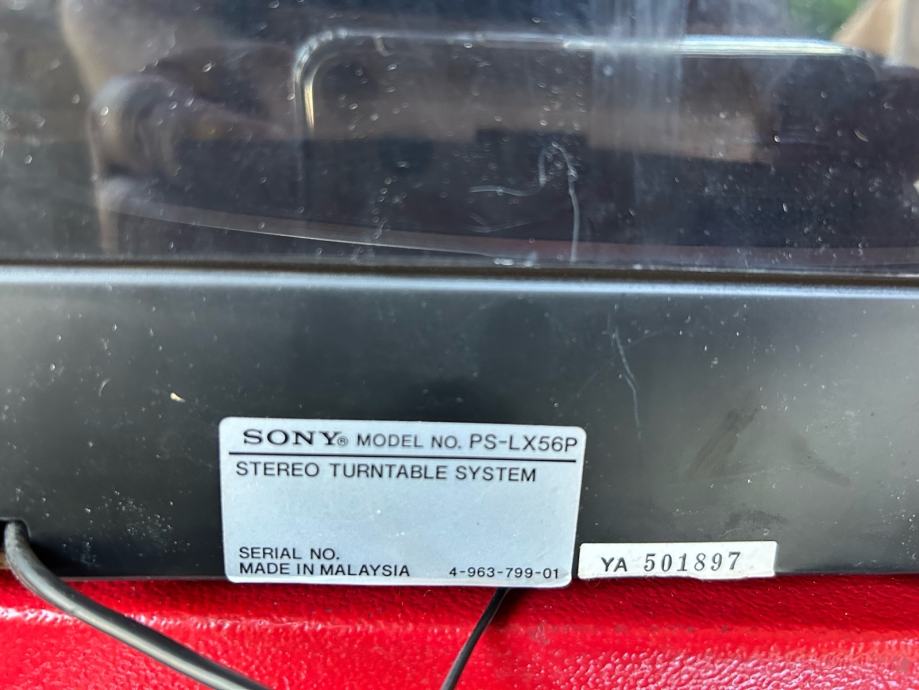 SONY® MODEL NO. PS-LX56P
STEREO TURNTABLE SYSTEM
SERIAL NO.
MADE IN MALAYSIA 4-963-799-01
YA 501897